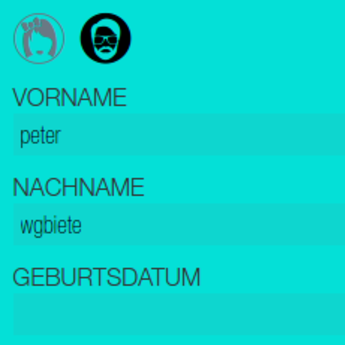 VORNAME
peter
NACHNAME
wgbiete
GEBURTSDATUM